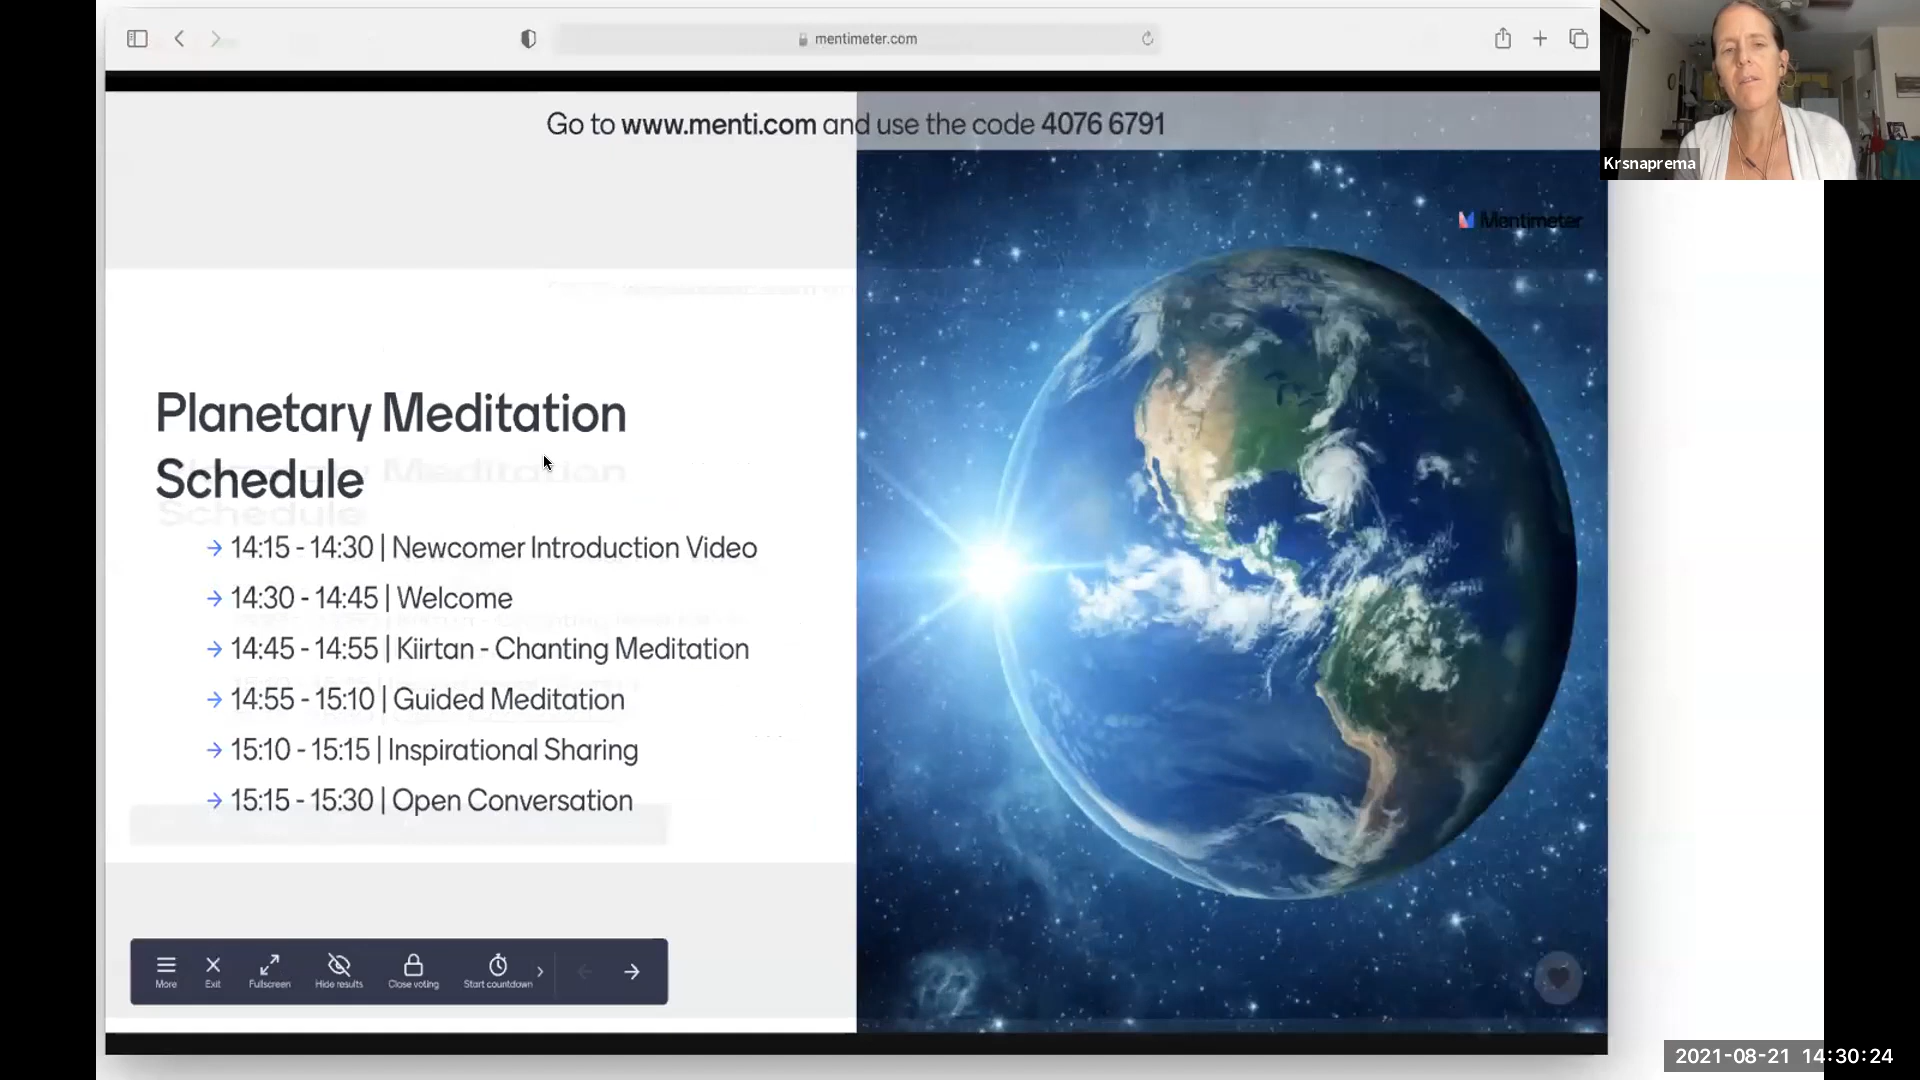 mentimeter.com
Go to www.menti.com and use the code 4076 6791
Krsnaprema
Mentimeter
Planetary Meditation
Schedule
→ 14:15 - 14:30 | Newcomer Introduction Video
→ 14:30 - 14:45 | Welcome
→ 14:45 - 14:55 | Kiirtan - Chanting Meditation
→ 14:55 - 15:10 | Guided Meditation
→ 15:10 - 15:15 | Inspirational Sharing
→ 15:15 - 15:30 | Open Conversation
More Exit Fullscreen Hide results Close voting Start countdown
2021-08-21 14:30:24